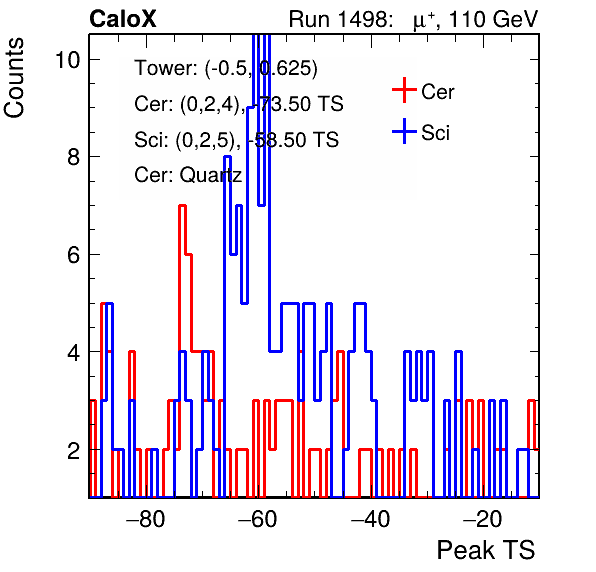 CaloX Run 1498: μ⁺, 110 GeV
Counts
Tower: (-0.5, 0.625)
Cer: (0,2,4), -73.50 TS
Sci: (0,2,5), -58.50 TS
Cer: Quartz
Cer
Sci
10
8
6
4
2
−80 −60 −40 −20
Peak TS